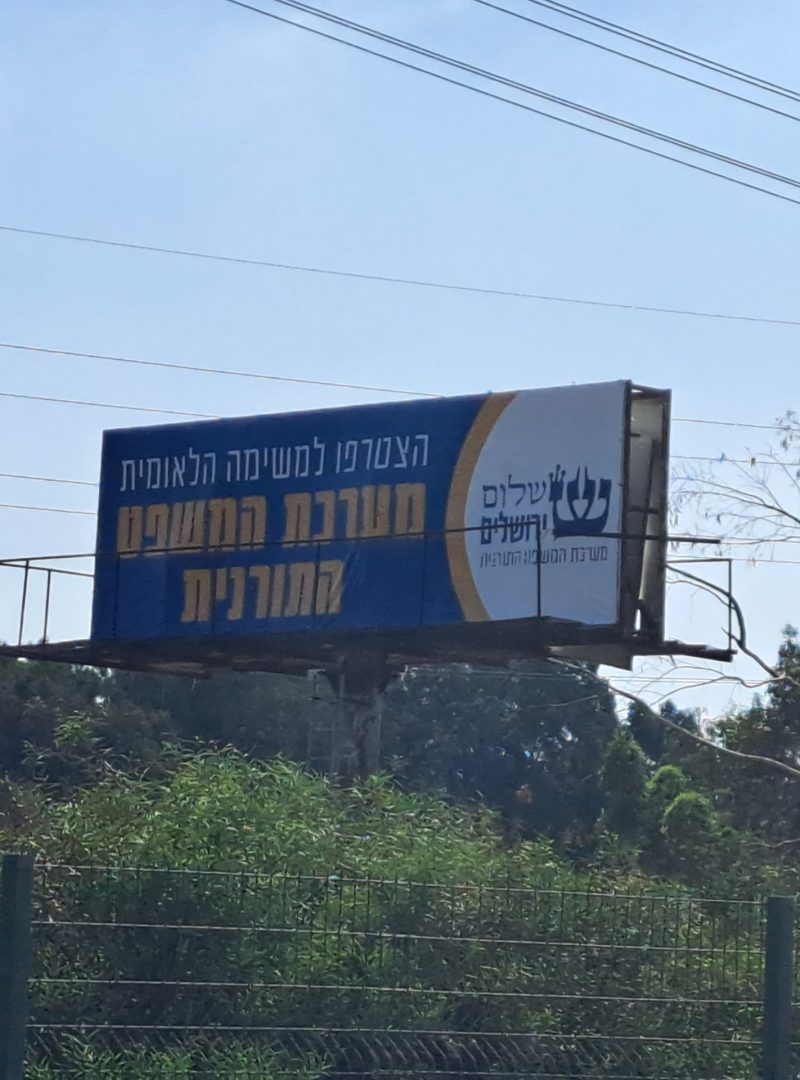 הצטרפו למשימה הלאומית
מערכת המשפט
התורנית
שלום
ירושלים
מערכת המשפט התורנית